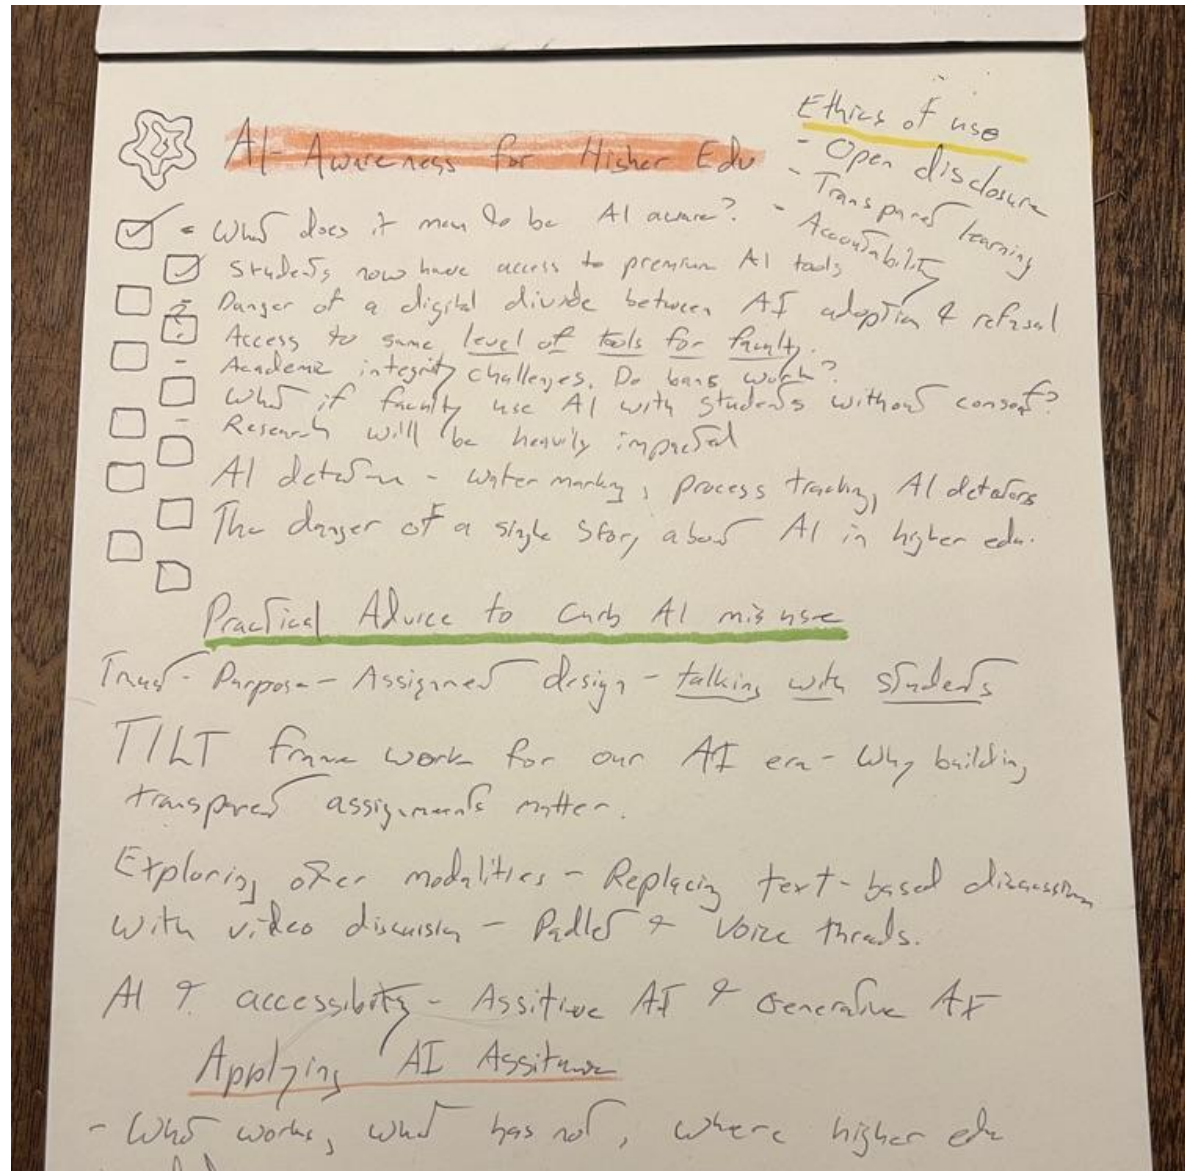 AI-Awareness for Higher Edu
Ethics of use
- Open disclosure
- Transparent learning
- Accountability
- What does it mean to be AI aware?
Students now have access to premium AI tools
- Danger of a digital divide between AI adoption & refusal
Access to same level of tools for faculty.
- Academic integrity challenges. Do bans work?
What if faculty use AI with students without consent?
- Research will be heavily impacted
AI detection - Water marking, process tracking, AI detectors
The danger of a single story about AI in higher edu.
Practical Advice to Curb AI misuse
Trust - Purpose - Assignment design - talking with students
TILT frame work for our AI era - Why building
transparent assignments matter.
Exploring other modalities - Replacing text-based discussion
with video discussion - Padlet & Voice threads.
AI & accessibility - Assitive AI & Generative AI
Applying AI Assitance
- What works, what has not, where higher edu